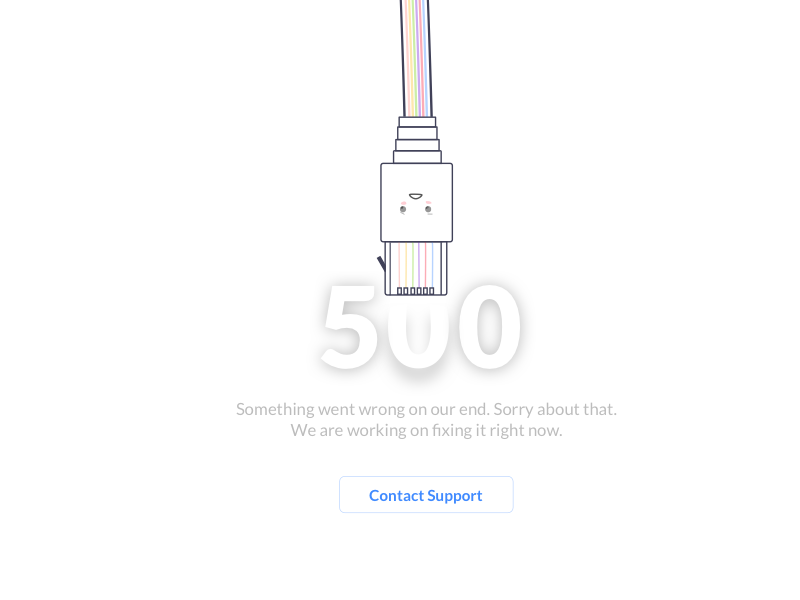 500
Something went wrong on our end. Sorry about that.
We are working on fixing it right now.
Contact Support